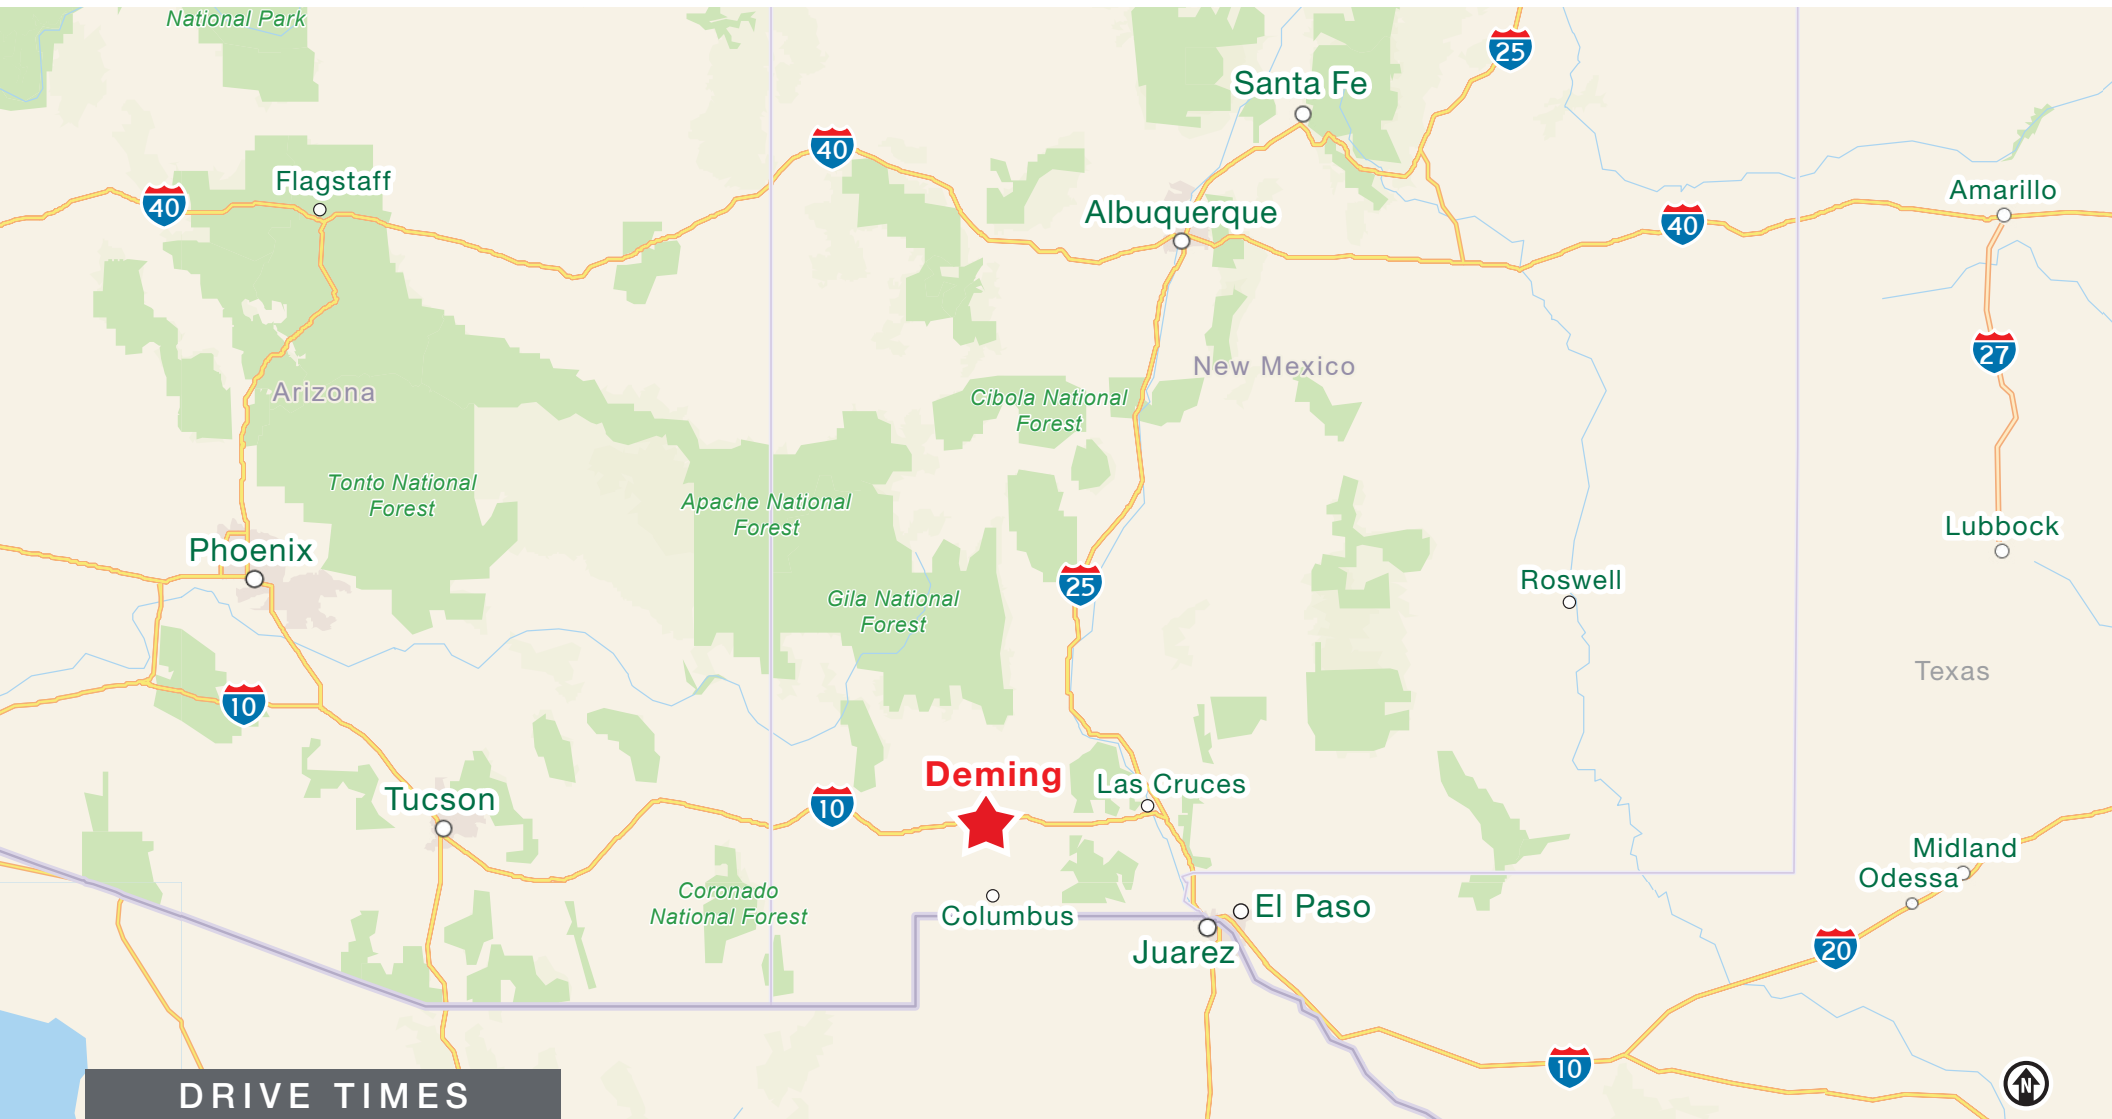 National Park
25
Santa Fe
40
Flagstaff
40
Amarillo
Albuquerque
40
27
New Mexico
Arizona
Cibola National
Forest
Tonto National
Forest
Apache National
Forest
Lubbock
Phoenix
25
Roswell
Gila National
Forest
Texas
10
Deming
Las Cruces
Tucson
10
Midland
Odessa
Coronado
National Forest
Columbus
El Paso
Juarez
20
10
N
DRIVE TIMES